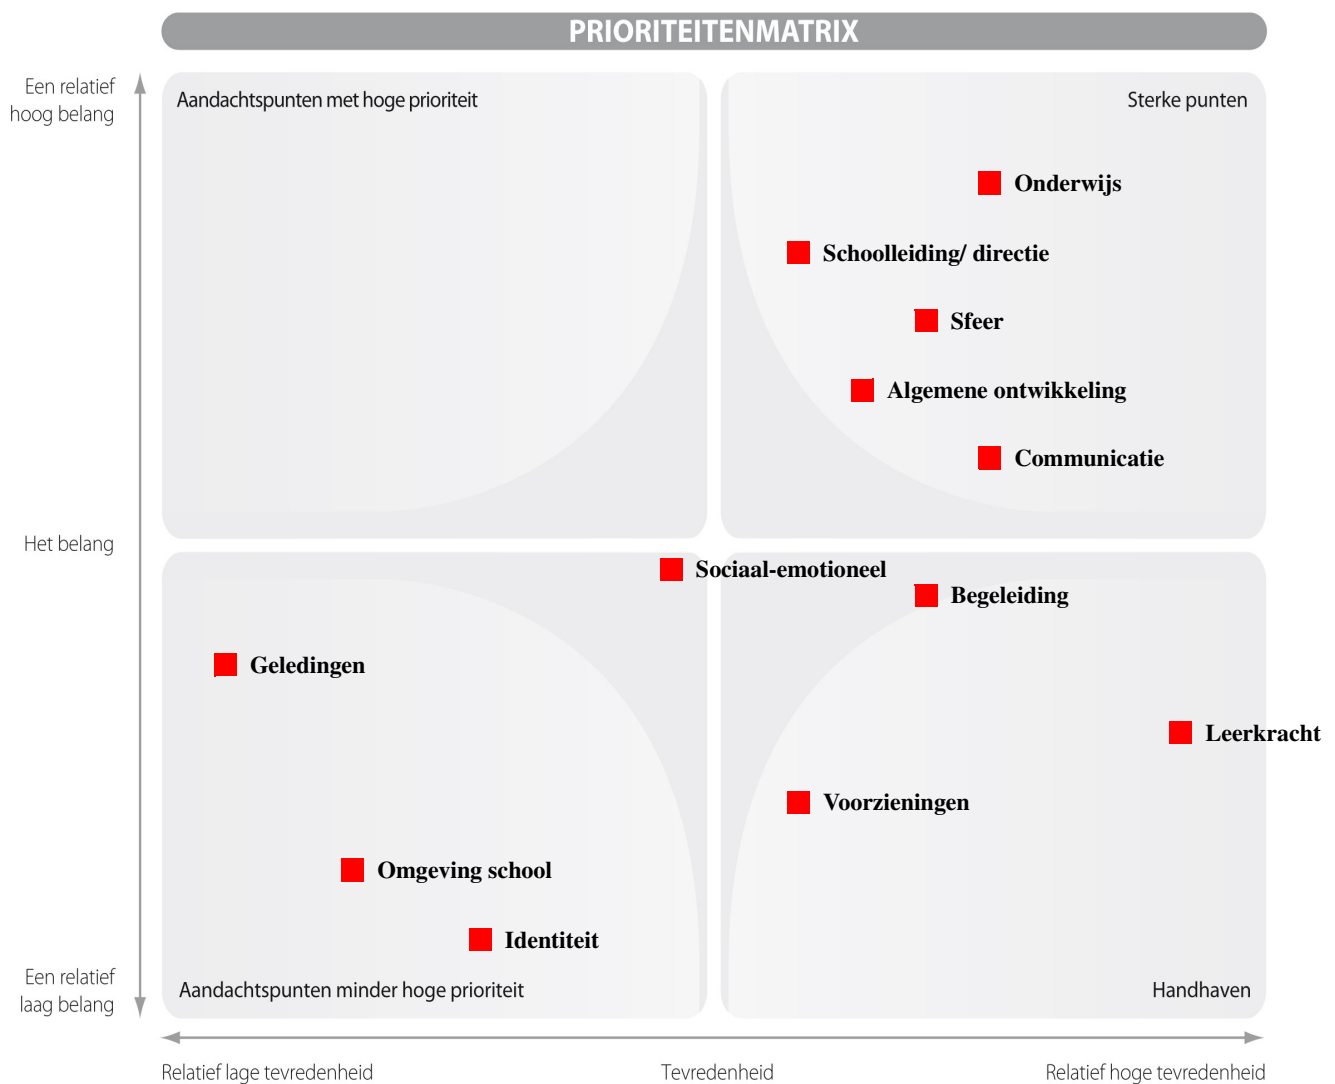 PRIORITEITENMATRIX
Een relatief
hoog belang
Aandachtspunten met hoge prioriteit
Sterke punten
Onderwijs
Schoolleiding/ directie
Sfeer
Algemene ontwikkeling
Communicatie
Het belang
Sociaal-emotioneel
Begeleiding
Geledingen
Leerkracht
Voorzieningen
Omgeving school
Identiteit
Een relatief
laag belang
Aandachtspunten minder hoge prioriteit
Handhaven
Relatief lage tevredenheid
Tevredenheid
Relatief hoge tevredenheid